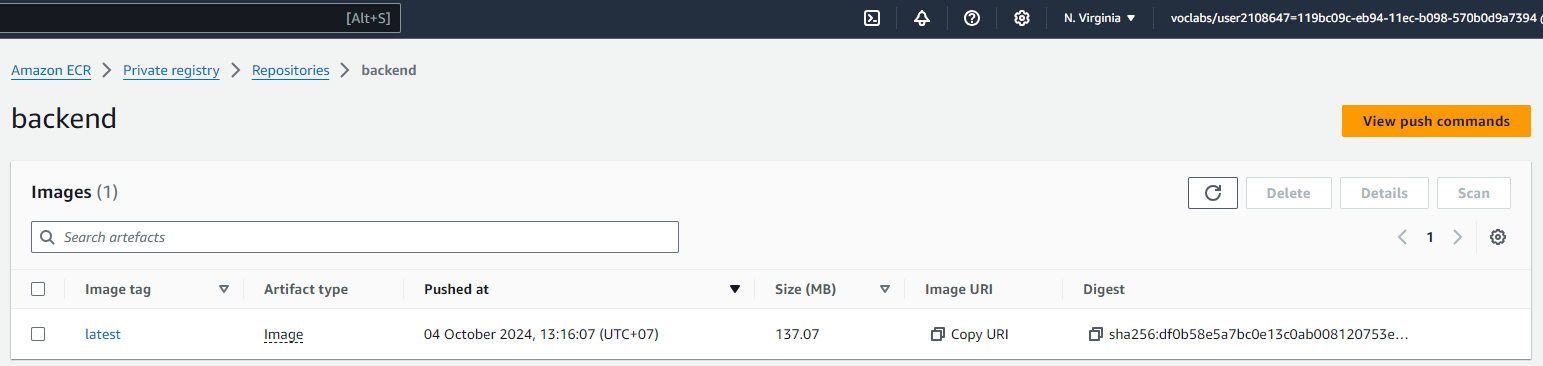 [Alt+S] N. Virginia voclabs/user2108647=119bc09c-eb94-11ec-b098-570b0d9a7394
Amazon ECR Private registry Repositories backend
backend
View push commands
Images (1)
Delete Details Scan
Search artefacts
1
Image tag Artifact type Pushed at Size (MB) Image URI Digest
latest Image 04 October 2024, 13:16:07 (UTC+07) 137.07 Copy URI sha256:df0b58e5a7bc0e13c0ab008120753e...